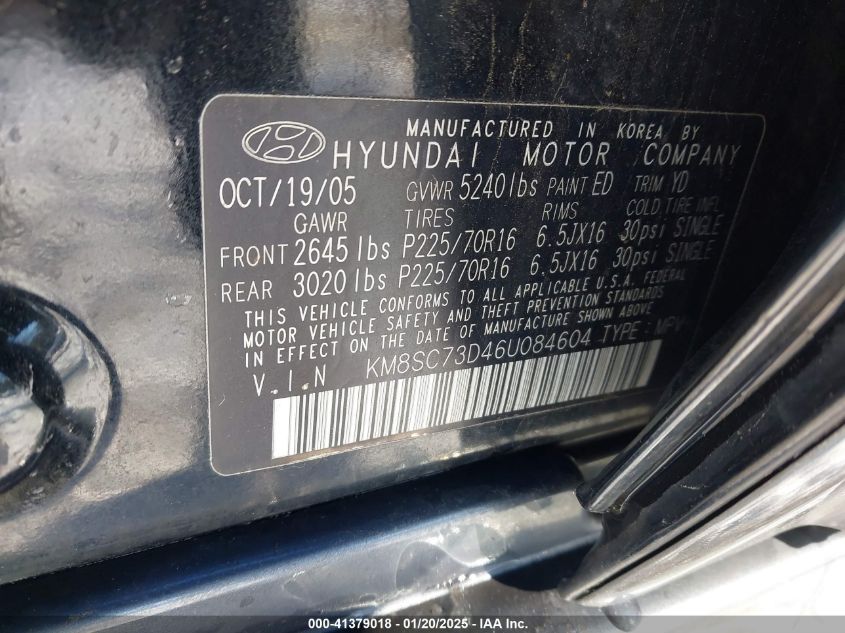 MANUFACTURED IN KOREA BY
HYUNDAI MOTOR COMPANY
OCT/19/05 GVWR 5240lbs PAINT ED TRIM YD
GAWR TIRES RIMS COLD TIRE INFL
FRONT 2645 lbs P225/70R16 6.5JX16 30psi SINGLE
REAR 3020 lbs P225/70R16 6.5JX16 30psi SINGLE
THIS VEHICLE CONFORMS TO ALL APPLICABLE U.S.A. FEDERAL
MOTOR VEHICLE SAFETY AND THEFT PREVENTION STANDARDS
IN EFFECT ON THE DATE OF MANUFACTURE SHOWN ABOVE
V.I.N KM8SC73D46U084604 TYPE : MPV
000-41379018 - 01/20/2025 - COPYRIGHT IAA, LLC.